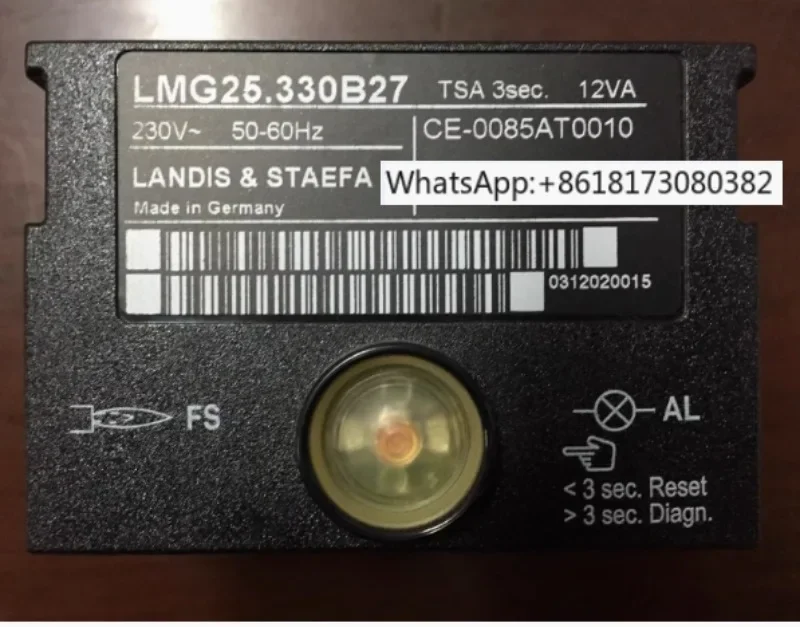 LMG25.330B27 TSA 3sec. 12VA
230V~ 50-60Hz CE-0085AT0010
LANDIS & STAEFA
WhatsApp:+8618173080382
Made in Germany
0312020015
FS
AL
< 3 sec. Reset
> 3 sec. Diagn.